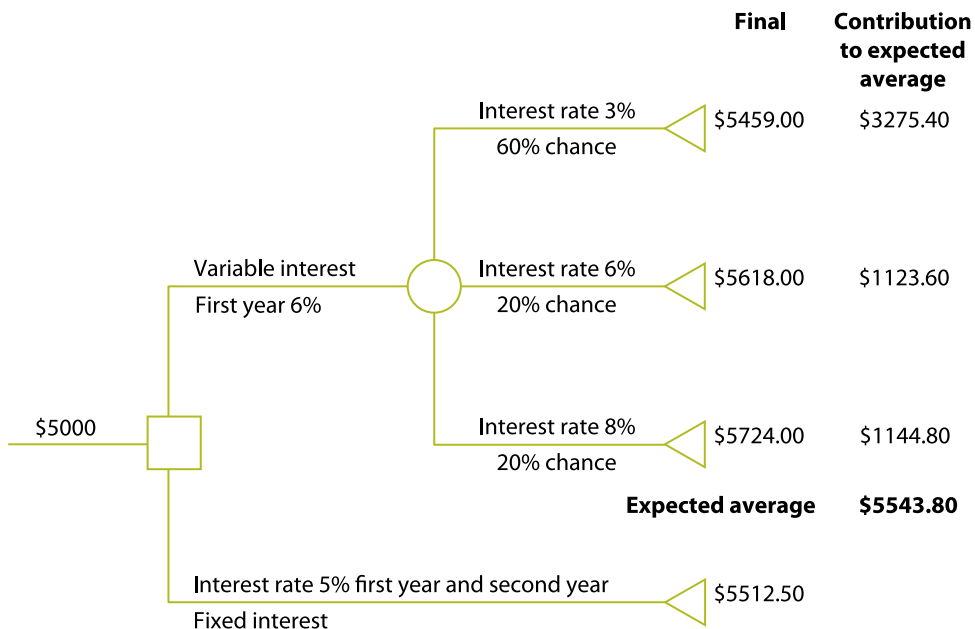 Final
Contribution
to expected
average
Interest rate 3%
60% chance
$5459.00
$3275.40
Variable interest
First year 6%
Interest rate 6%
20% chance
$5618.00
$1123.60
$5000
Interest rate 8%
20% chance
$5724.00
$1144.80
Expected average
$5543.80
Interest rate 5% first year and second year
Fixed interest
$5512.50